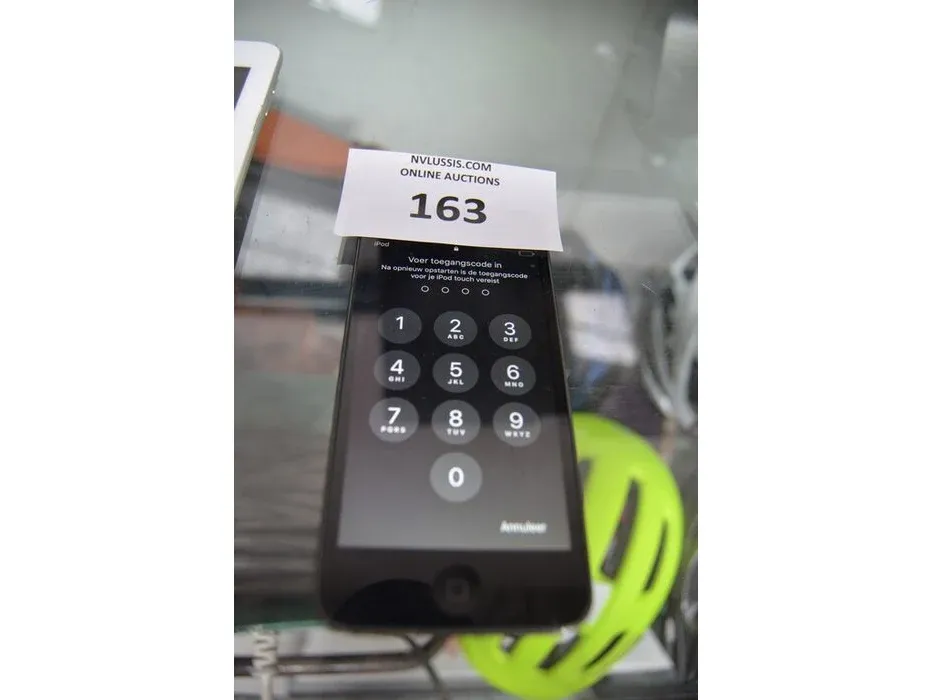 NVLUSSIS.COM
ONLINE AUCTIONS
163
iPod
Voer toegangscode in
Na opnieuw opstarten is de toegangscode
voor je iPod touch vereist
1 2 3
ABC DEF
4 5 6
GHI JKL MNO
7 8 9
PQRS TUV WXYZ
0
Annuleer